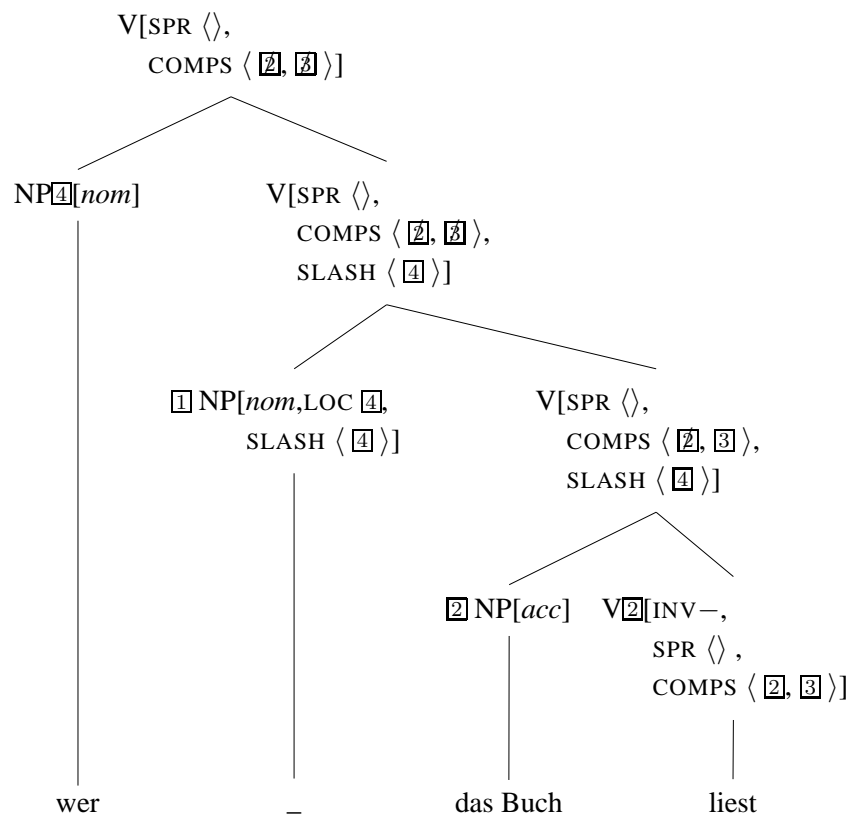 V[SPR ⟨⟩,
COMPS ⟨ 2̸, 3̸ ⟩]
NP4[nom]
V[SPR ⟨⟩,
COMPS ⟨ 2̸, 3̸ ⟩,
SLASH ⟨ 4 ⟩]
1 NP[nom,LOC 4,
SLASH ⟨ 4 ⟩]
V[SPR ⟨⟩,
COMPS ⟨ 2̸, 3 ⟩,
SLASH ⟨ 4 ⟩]
2 NP[acc]
V2[INV−,
SPR ⟨⟩ ,
COMPS ⟨ 2, 3 ⟩]
wer _ das Buch liest